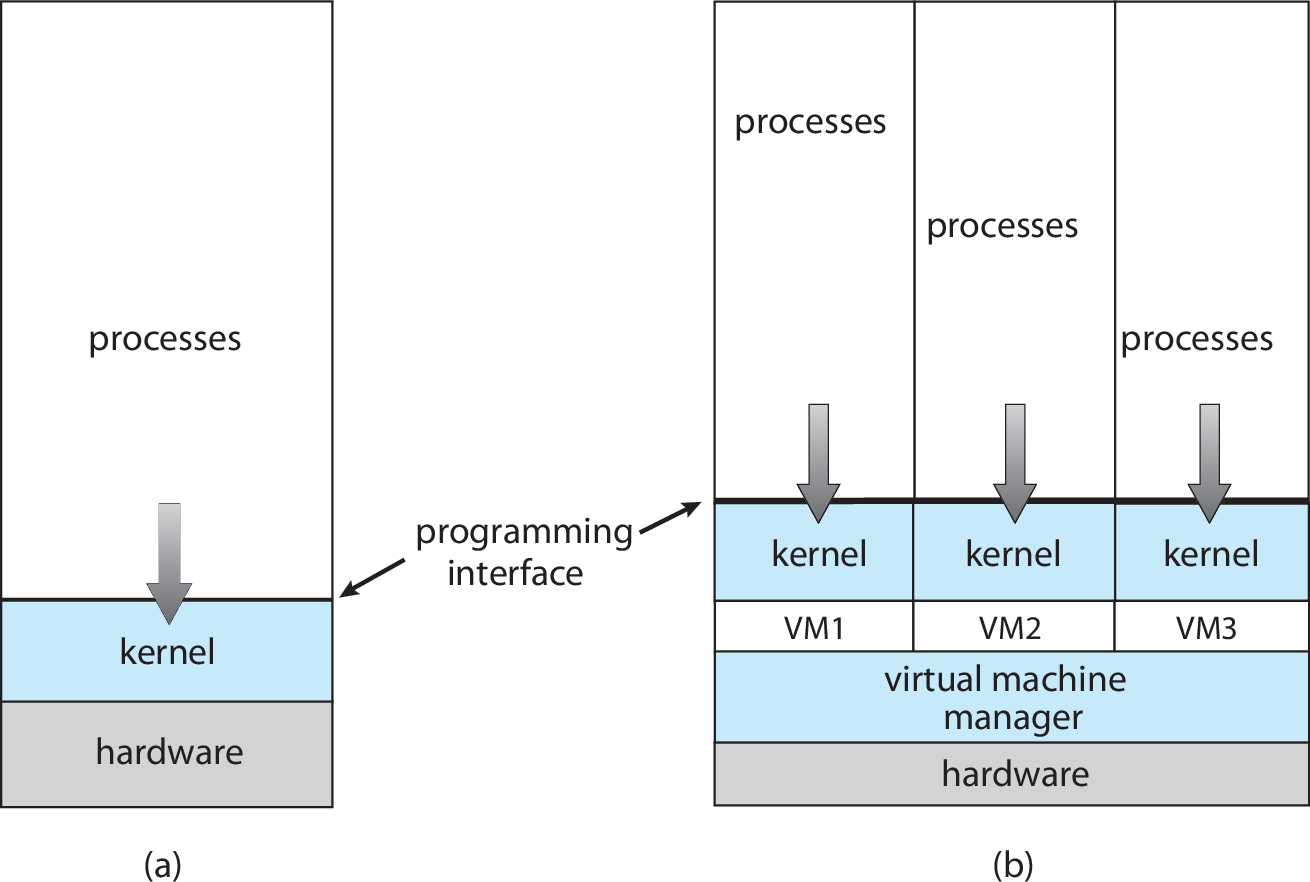 processes
kernel
hardware
(a)
programming
interface
processes
processes
processes
kernel
kernel
kernel
VM1
VM2
VM3
virtual machine
manager
hardware
(b)